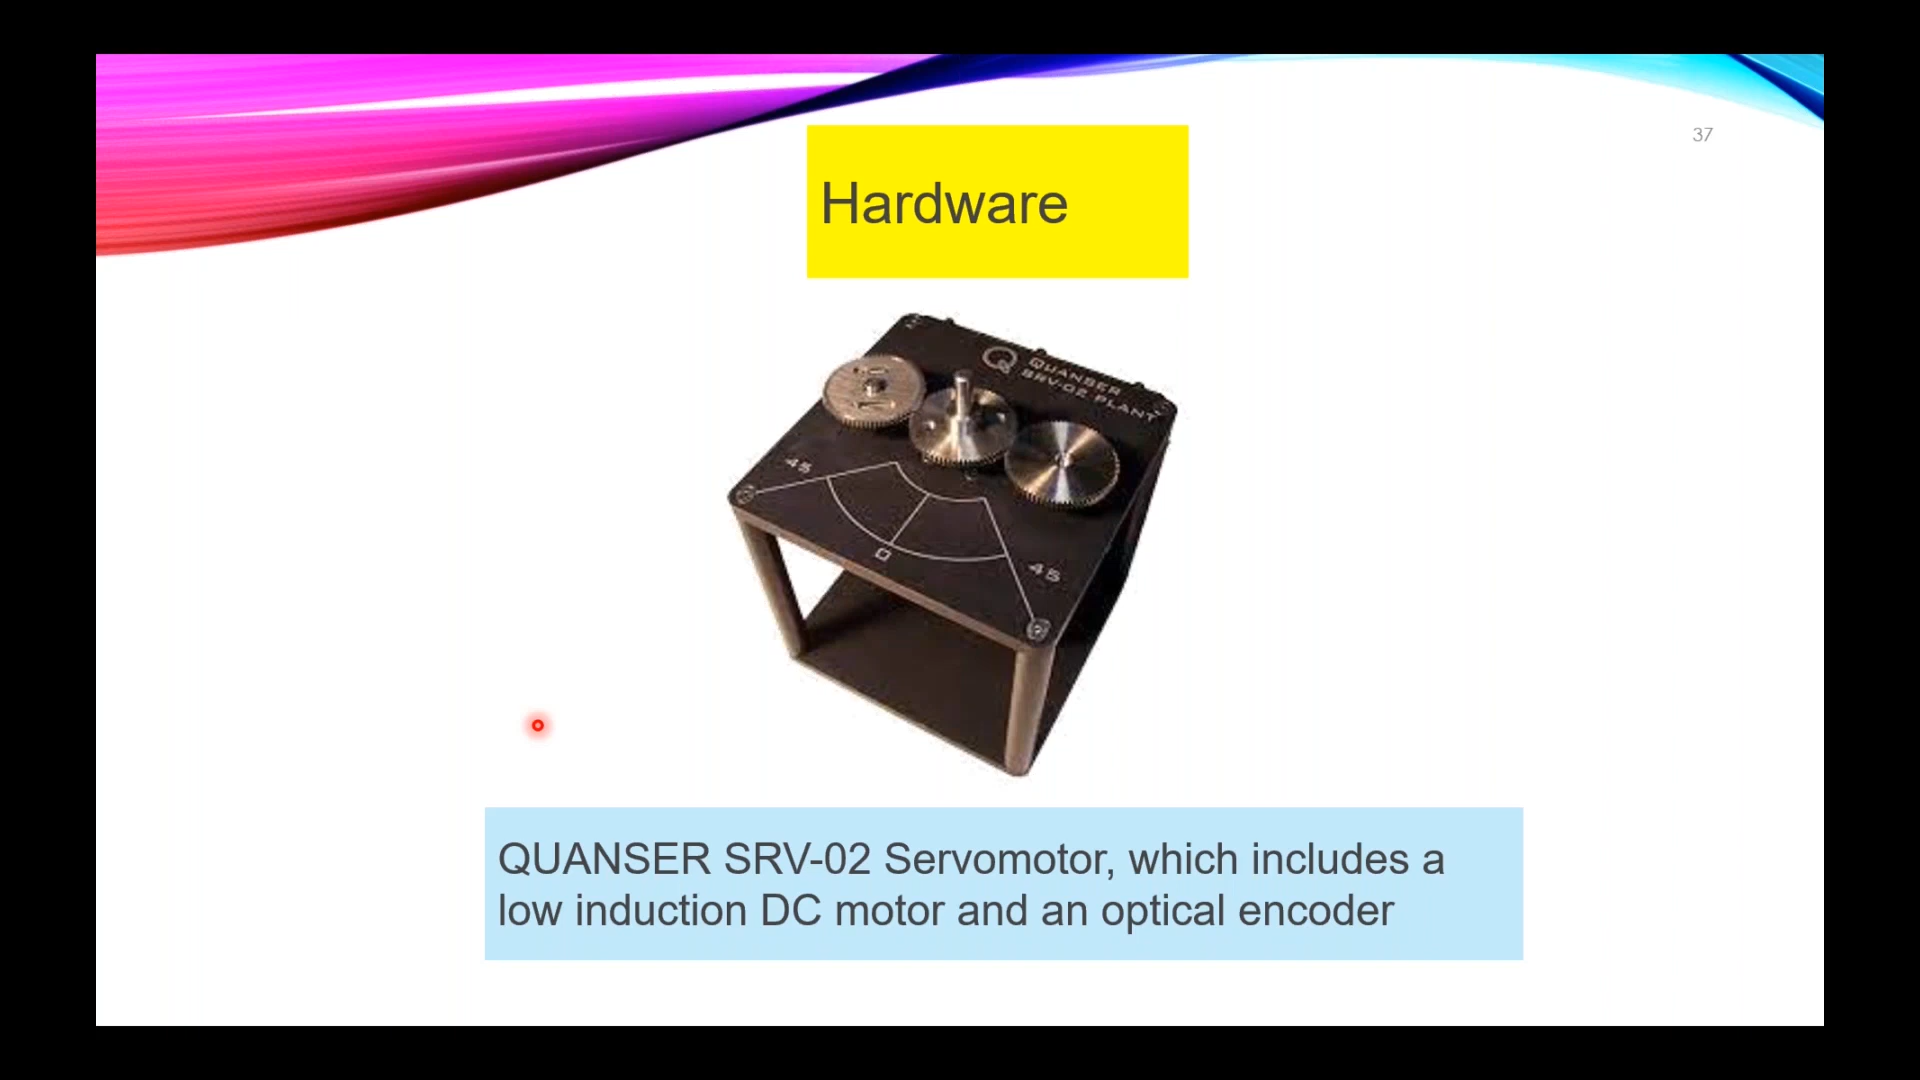 37
Hardware
QUANSER
SRV-02 PLANT
45
0
45
QUANSER SRV-02 Servomotor, which includes a
low induction DC motor and an optical encoder